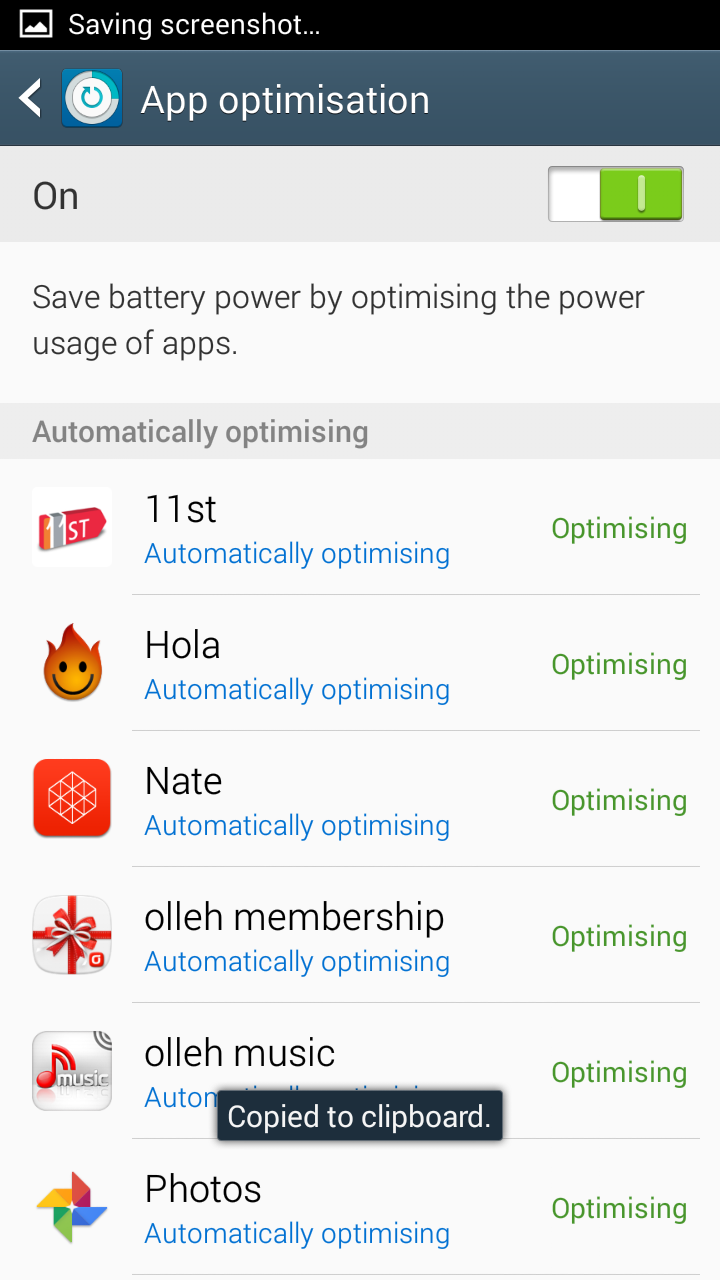 Saving screenshot...
App optimisation
On
Save battery power by optimising the power
usage of apps.
Automatically optimising
11ST
11st
Automatically optimising
Optimising
Hola
Automatically optimising
Optimising
Nate
Automatically optimising
Optimising
olleh membership
Automatically optimising
Optimising
music
olleh music
Optimising
Copied to clipboard.
Photos
Automatically optimising
Optimising